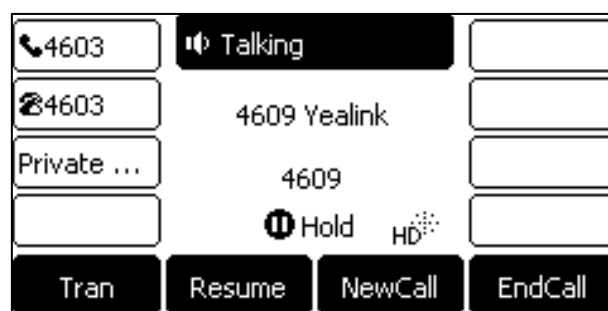 4603
Talking
4603
4609 Yealink
Private ...
4609
Hold HD
Tran Resume NewCall EndCall